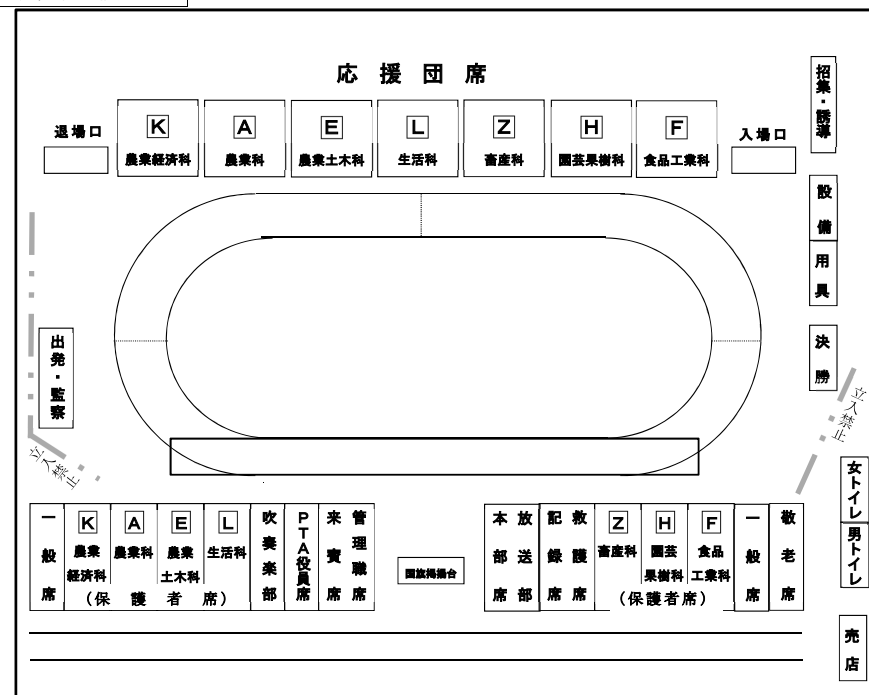 応援団席
招集・誘導
退場口
K
A
E
L
Z
H
F
入場口
農業経済科
農業科
農業土木科
生活科
畜産科
園芸果樹科
食品工業科
設備
用具
決勝
出発・監察
立入禁止
立入禁止
女トイレ
男トイレ
一般席
K
農業
経済科
A
農業科
E
農業
土木科
L
生活科
(保護者席)
吹奏楽部
PTA役員席
来賓席
管理職席
国旗掲揚台
本部席
放送部
記録席
救護席
Z
畜産科
H
園芸
果樹科
F
食品
工業科
(保護者席)
一般席
敬老席
売店